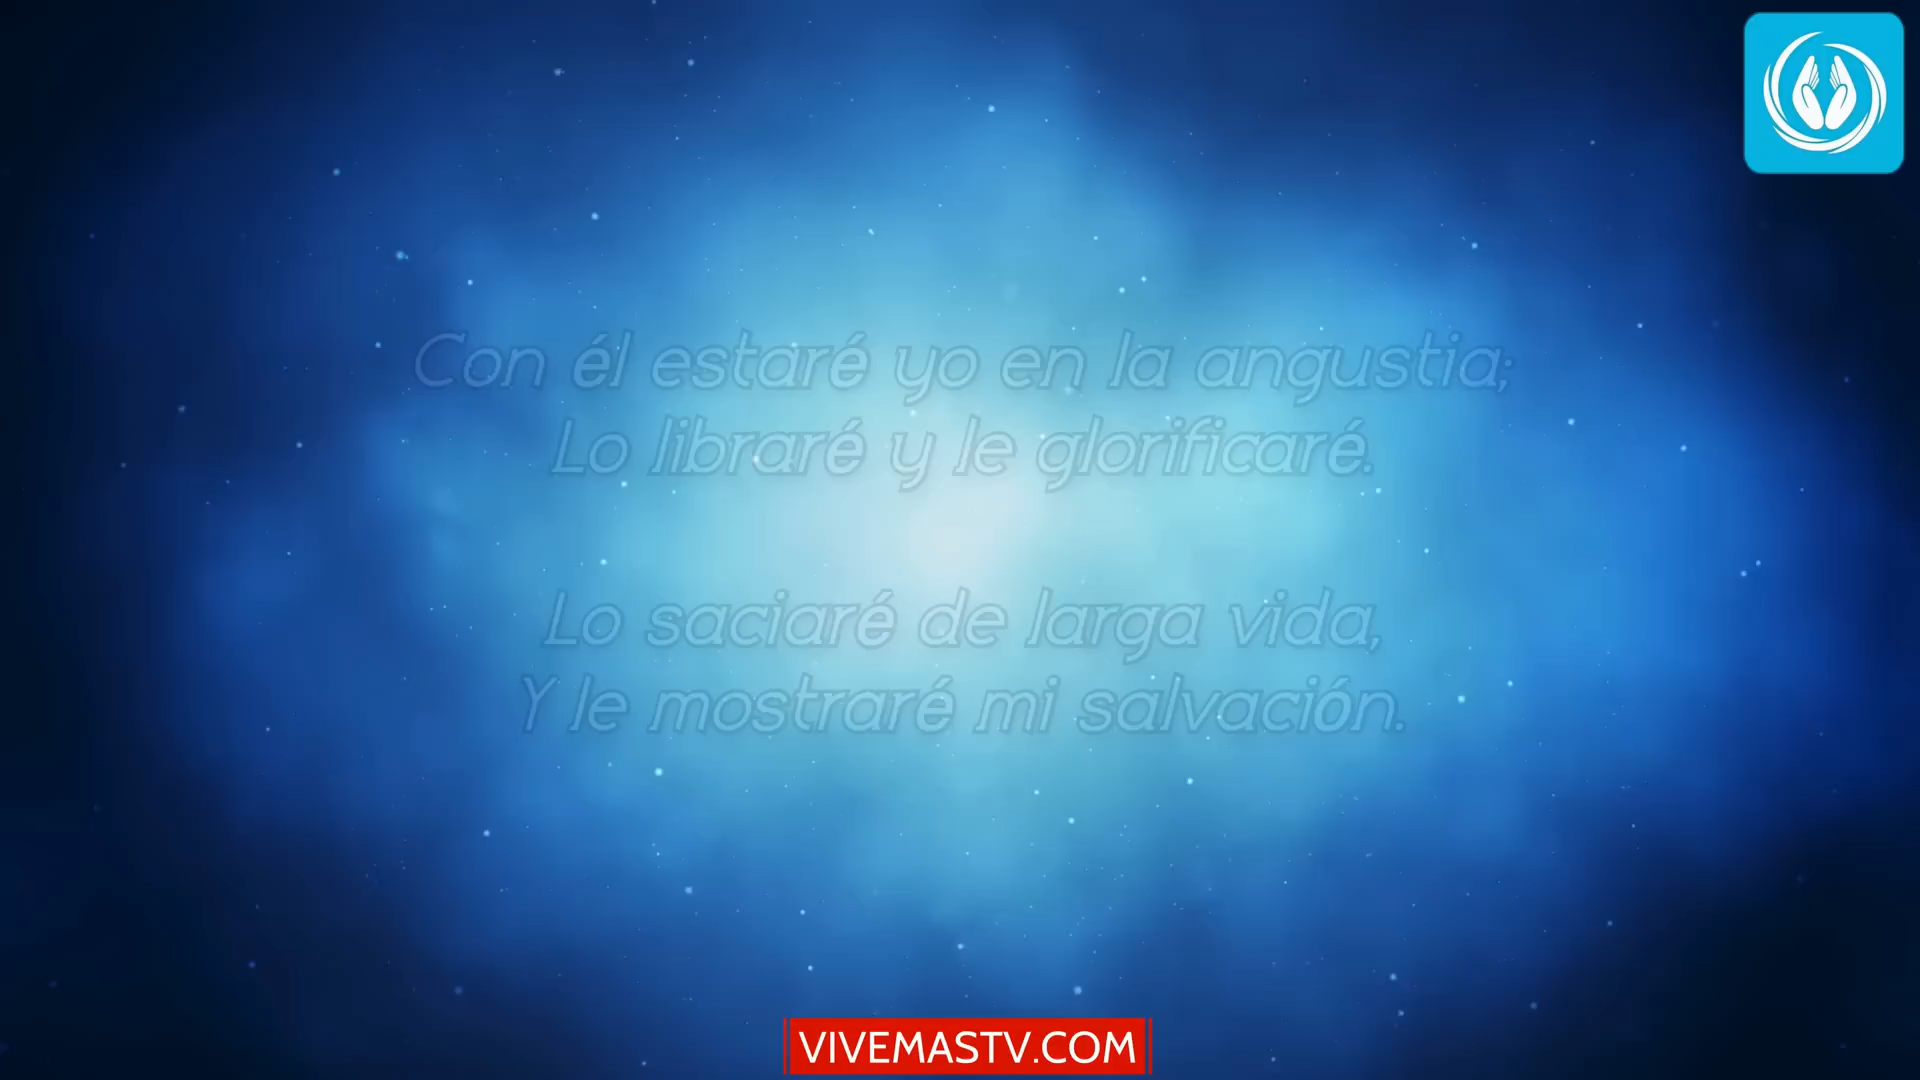 Con él estaré yo en la angustia;
Lo libraré y le glorificaré.
Lo saciaré de larga vida,
Y le mostraré mi salvación.
VIVEMASTV.COM